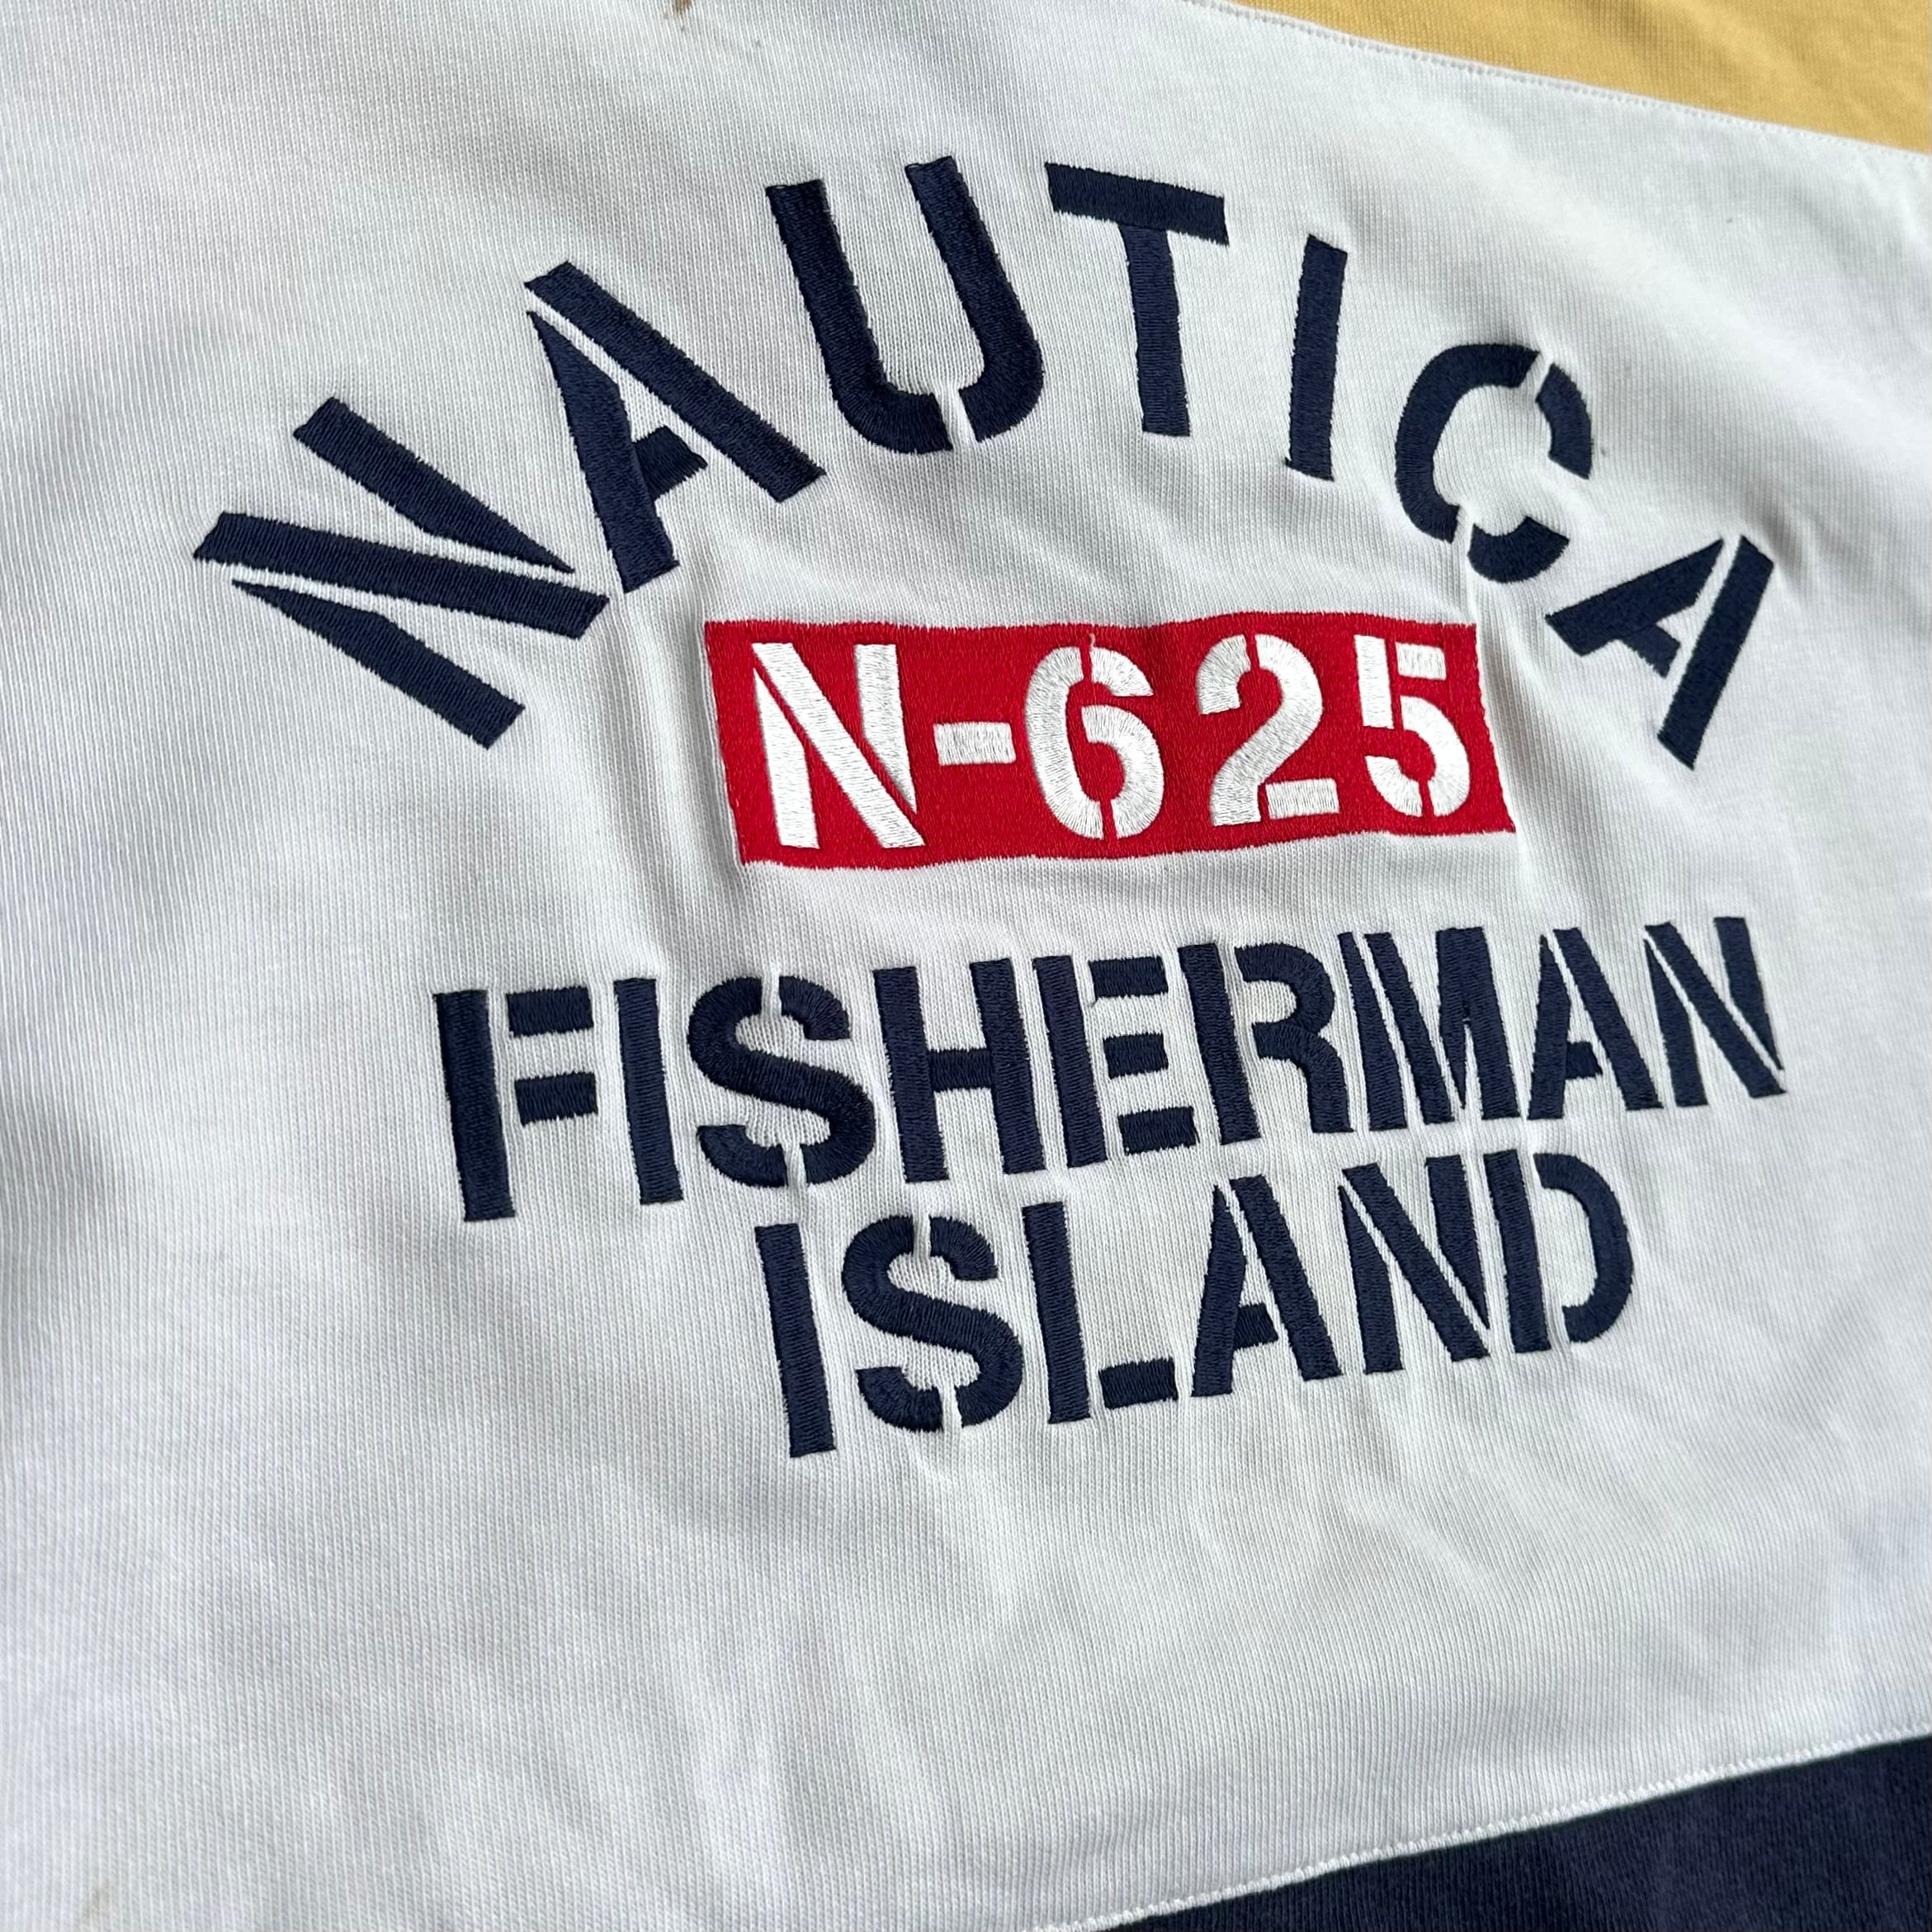 NAUTICA
N-625
FISHERMAN
ISLAND